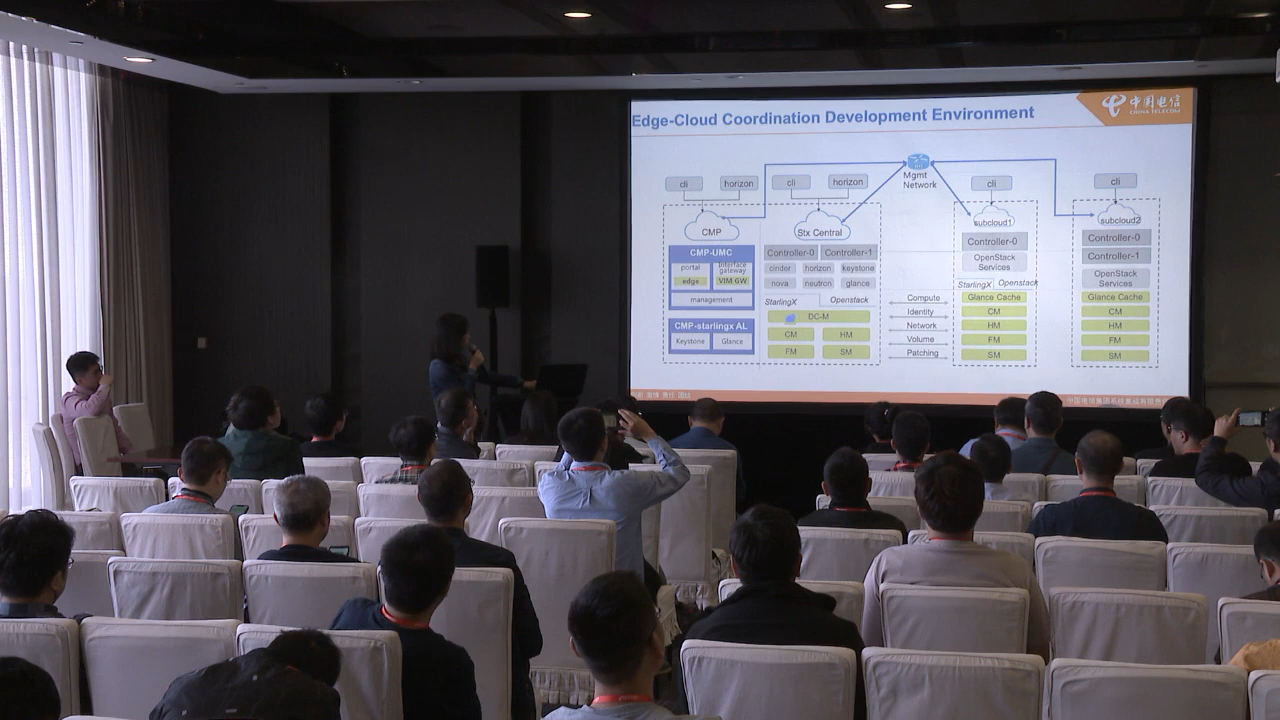 Edge-Cloud Coordination Development Environment
中国电信
CHINA TELECOM
Mgmt
Network
cli
horizon
cli
horizon
cli
cli
CMP
Stx Central
subcloud1
subcloud2
CMP-UMC
portal
Interface
gateway
edge
VIM GW
management
CMP-starlingx AL
Keystone
Glance
Controller-0
Controller-1
cinder
horizon
keystone
nova
neutron
glance
StarlingX
Openstack
DC-M
CM
HM
FM
SM
Compute
Identity
Network
Volume
Patching
Controller-0
OpenStack
Services
StarlingX
Openstack
Glance Cache
CM
HM
FM
SM
Controller-0
Controller-1
OpenStack
Services
Glance Cache
CM
HM
FM
SM